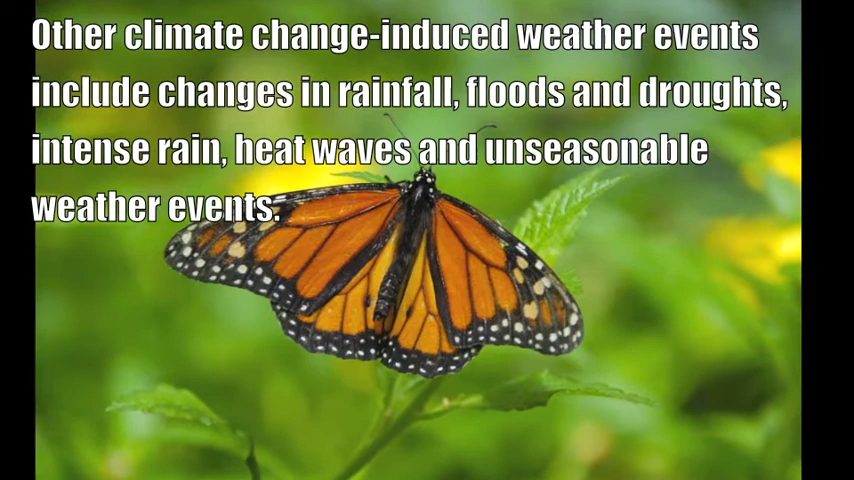 Other climate change-induced weather events
include changes in rainfall, floods and droughts,
intense rain, heat waves and unseasonable
weather events.